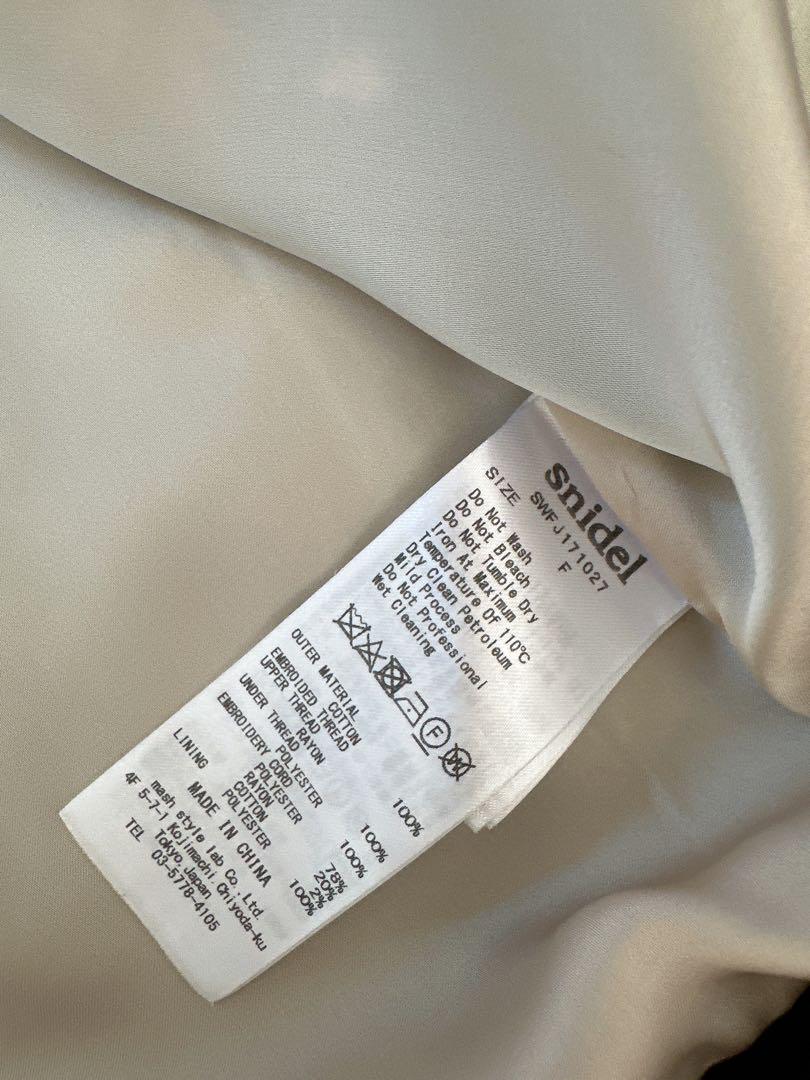 snidel
SWFJ171027
SIZE F
Do Not Wash
Do Not Bleach
Do Not Tumble Dry
Iron At Maximum
Temperature Of 110℃
Dry Clean Petroleum
Mild Process
Do Not Professional
Wet Cleaning
F
W
OUTER MATERIAL
COTTON 100%
EMBROIDED THREAD
UPPER THREAD
RAYON 100%
UNDER THREAD
POLYESTER 100%
EMBROIDERY CORD
POLYESTER 78%
RAYON 20%
COTTON 2%
LINING POLYESTER 100%
MADE IN CHINA
mash style lab Co.,Ltd.
4F 5-7-1 Kojimachi Chiyoda-ku
Tokyo,Japan
TEL 03-5778-4105